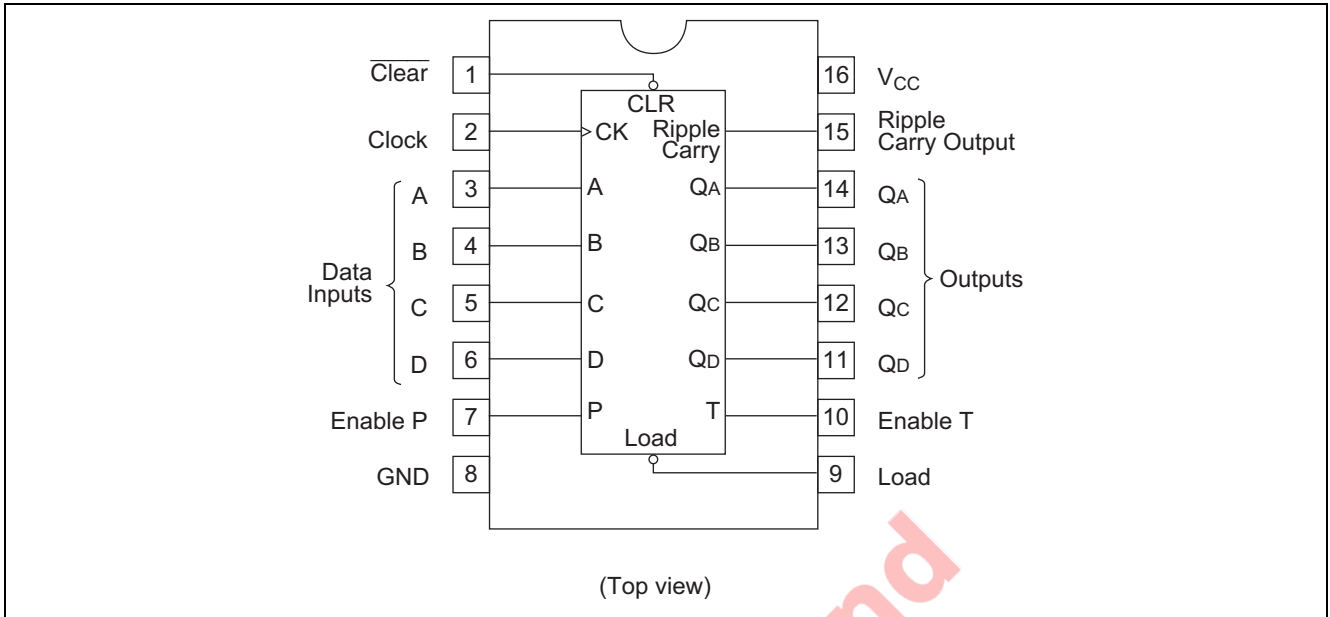 Clear
1
16
VCC
CLR
Clock
2
CK
Ripple
Carry
15
Ripple
Carry Output
A
3
A
QA
14
QA
B
4
B
QB
13
QB
Data
Inputs
Outputs
C
5
C
QC
12
QC
D
6
D
QD
11
QD
Enable P
7
P
T
10
Enable T
Load
GND
8
9
Load
(Top view)
nd